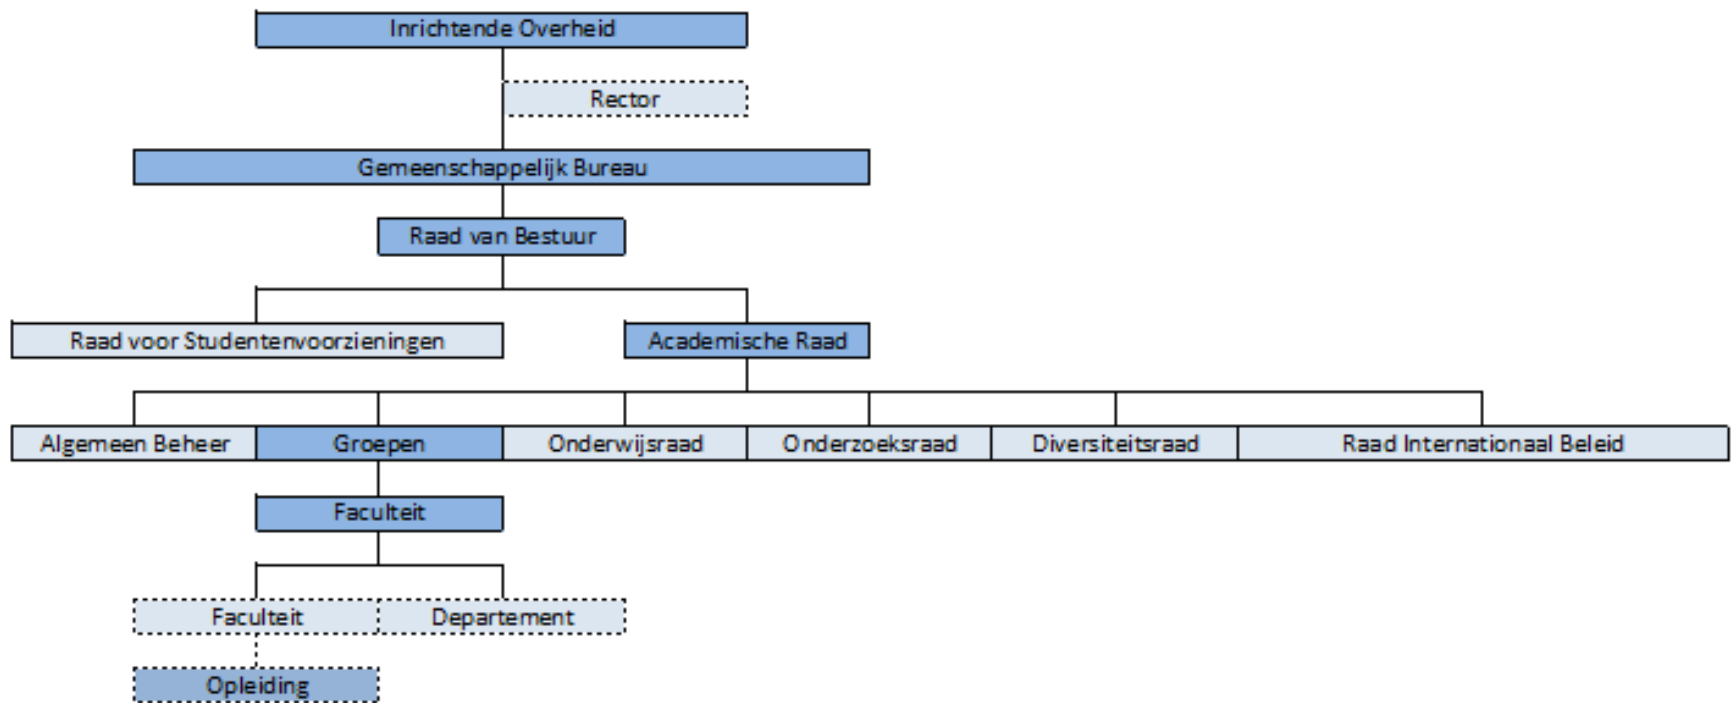 Inrichtende Overheid
Rector
Gemeenschappelijk Bureau
Raad van Bestuur
Raad voor Studentenvoorzieningen
Academische Raad
Algemeen Beheer
Groepen
Onderwijsraad
Onderzoeksraad
Diversiteitsraad
Raad Internationaal Beleid
Faculteit
Faculteit
Departement
Opleiding